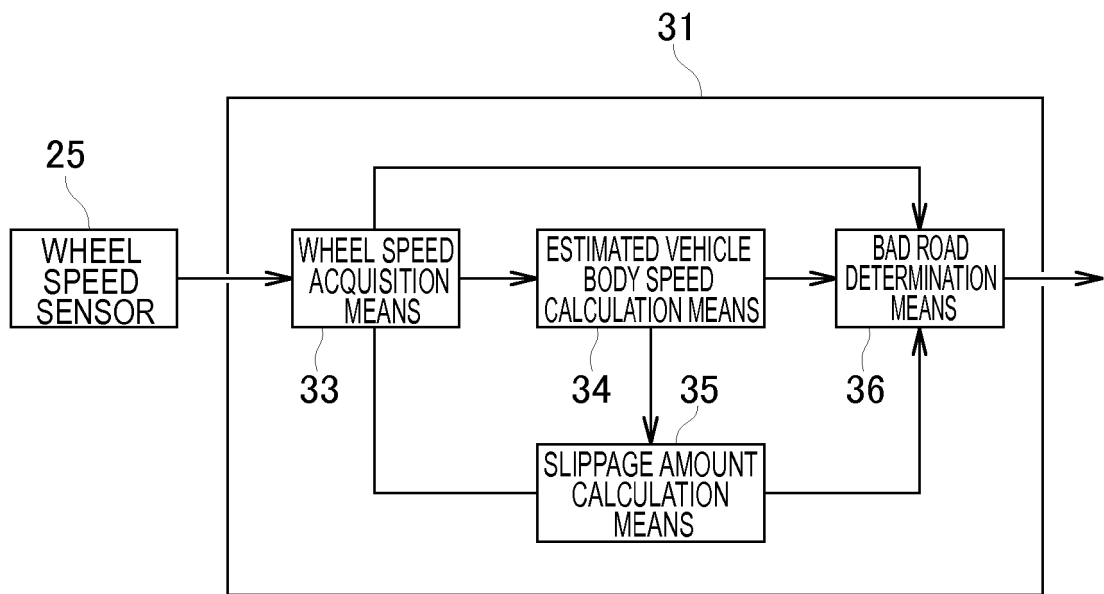 31
25
WHEEL
SPEED
SENSOR
WHEEL SPEED
ACQUISITION
MEANS
33
ESTIMATED VEHICLE
BODY SPEED
CALCULATION MEANS
34
BAD ROAD
DETERMINATION
MEANS
36
35
SLIPPAGE AMOUNT
CALCULATION
MEANS